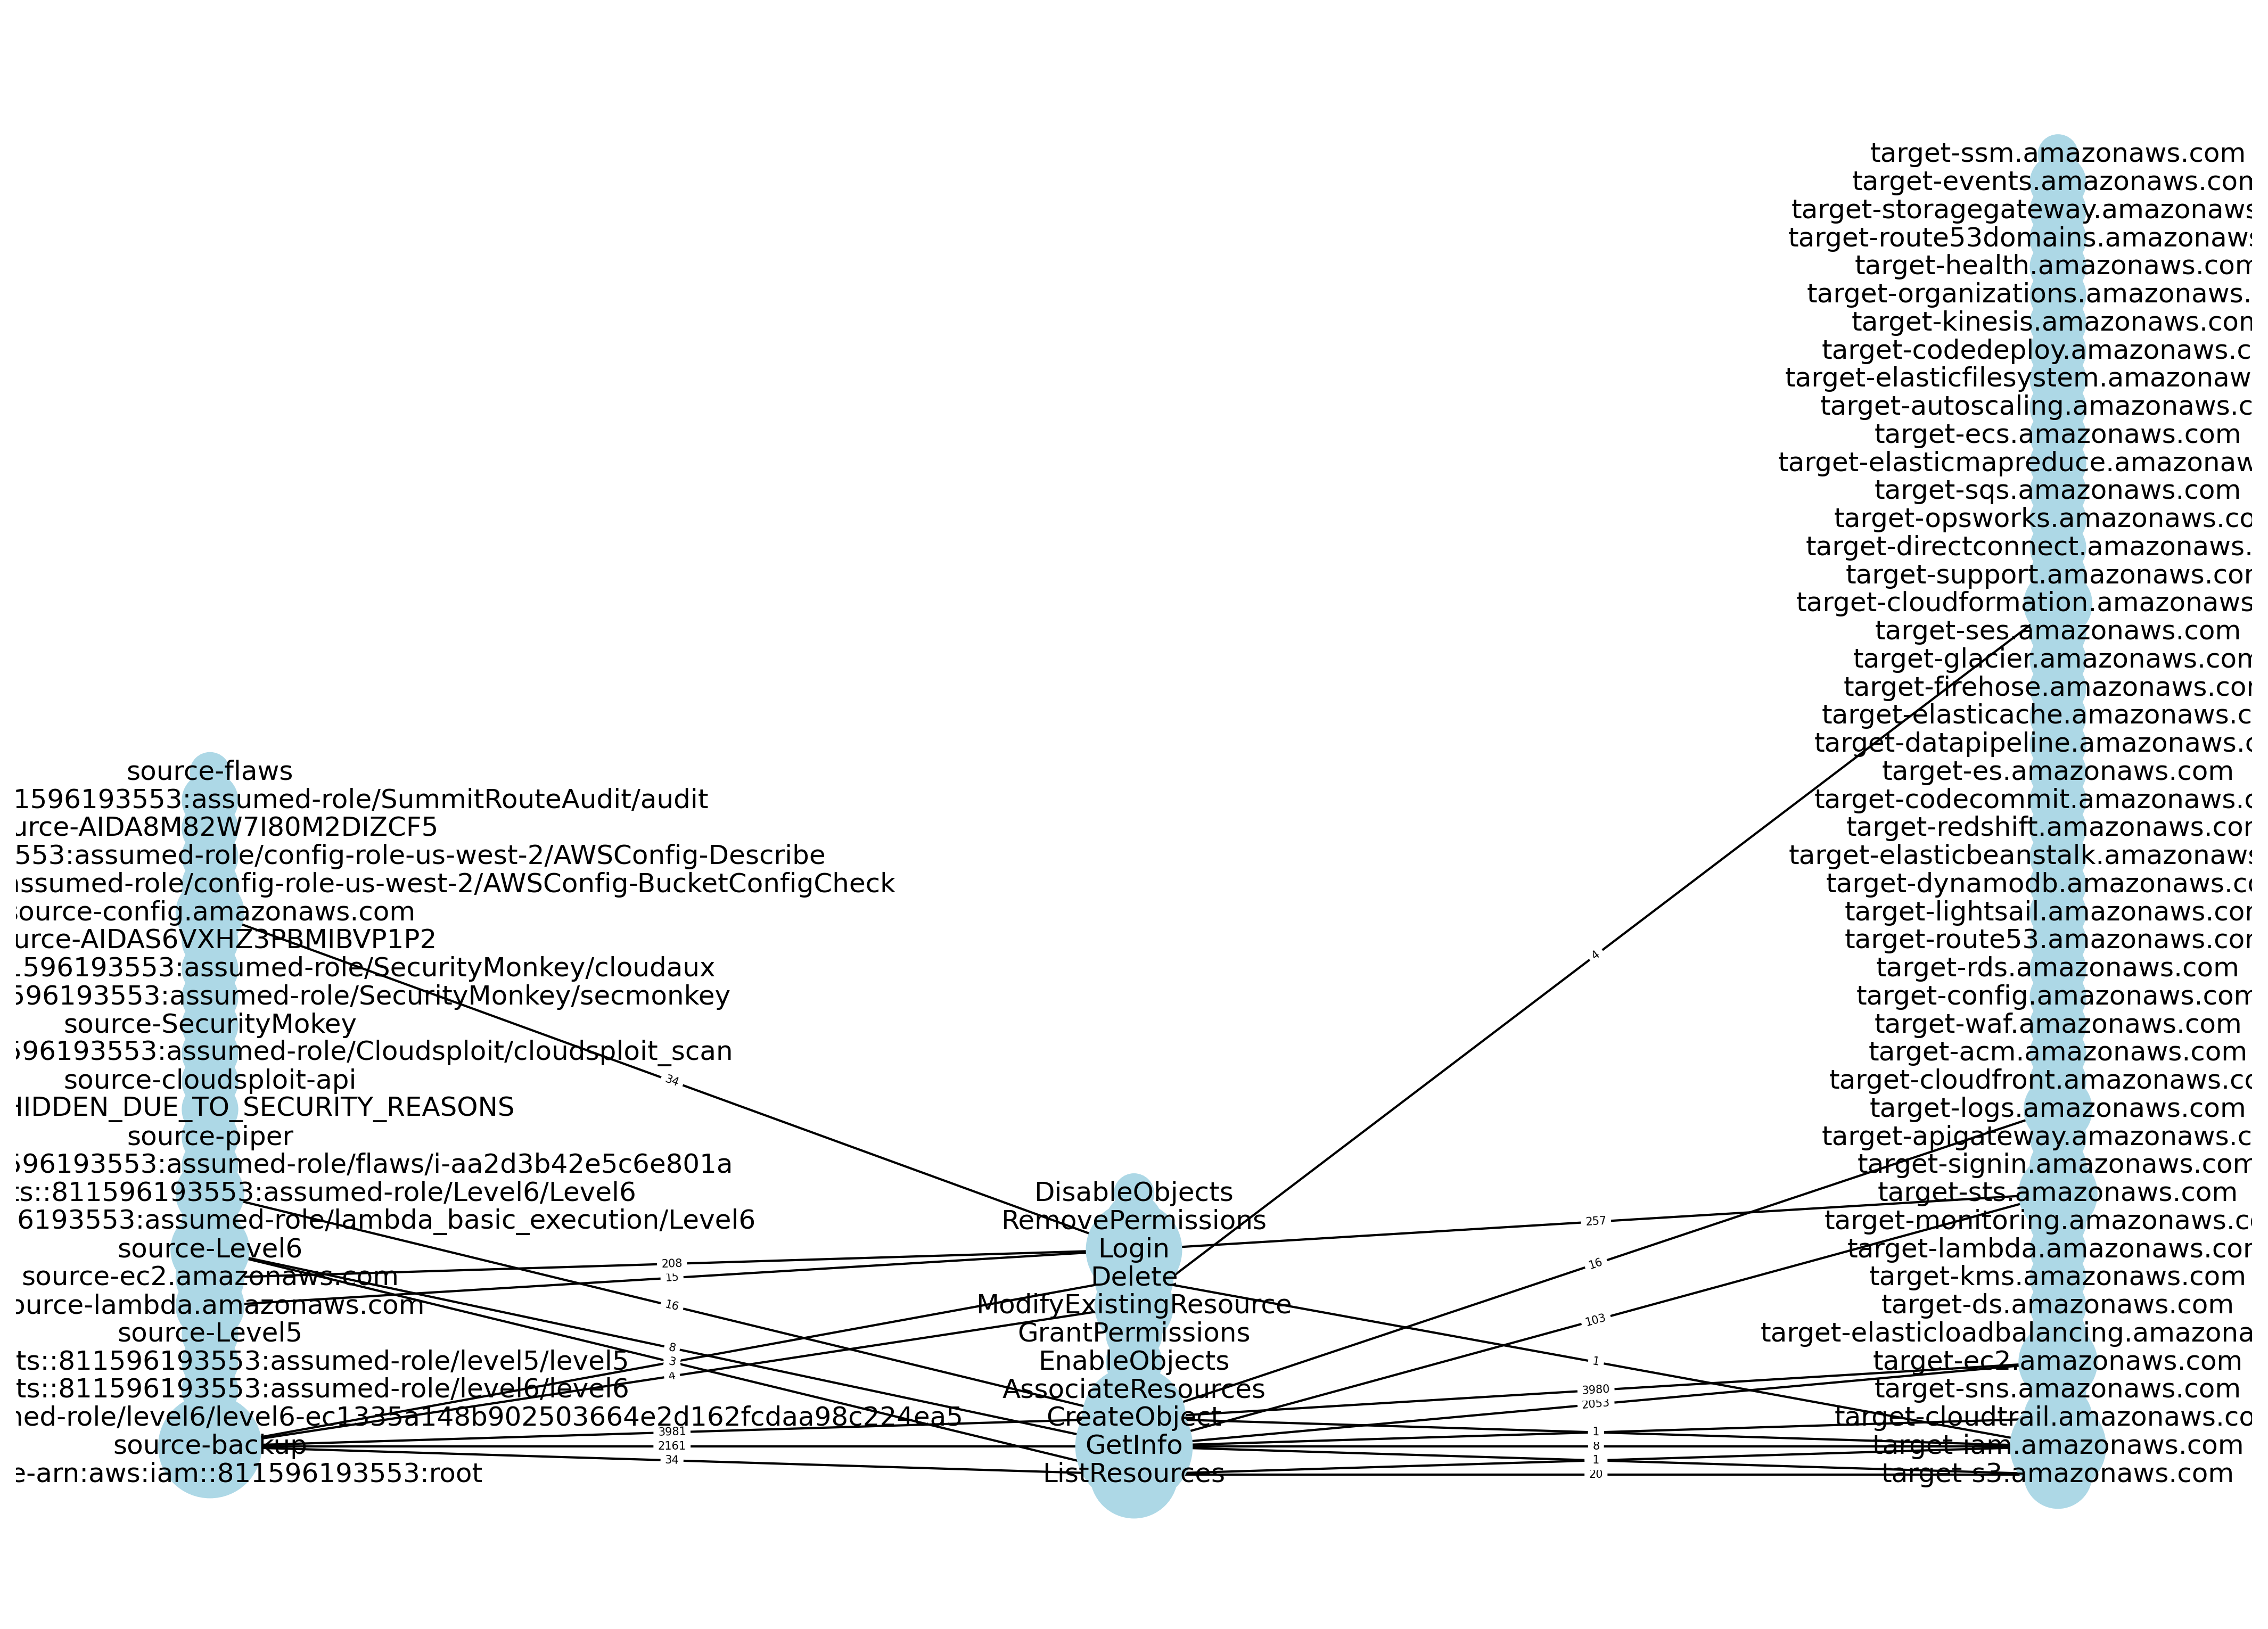 source-flaws
1596193553:assumed-role/SummitRouteAudit/audit
urce-AIDA8M82W7I80M2DIZCF5
553:assumed-role/config-role-us-west-2/AWSConfig-Describe
assumed-role/config-role-us-west-2/AWSConfig-BucketConfigCheck
source-config.amazonaws.com
urce-AIDAS6VXHZ3PBMIBVP1P2
1596193553:assumed-role/SecurityMonkey/cloudaux
596193553:assumed-role/SecurityMonkey/secmonkey
source-SecurityMokey
596193553:assumed-role/Cloudsploit/cloudsploit_scan
source-cloudsploit-api
HIDDEN_DUE_TO_SECURITY_REASONS
source-piper
596193553:assumed-role/flaws/i-aa2d3b42e5c6e801a
ts::811596193553:assumed-role/Level6/Level6
6193553:assumed-role/lambda_basic_execution/Level6
source-Level6
source-ec2.amazonaws.com
ource-lambda.amazonaws.com
source-Level5
ts::811596193553:assumed-role/level5/level5
ts::811596193553:assumed-role/level6/level6
ned-role/level6/level6-ec1335a148b902503664e2d162fcdaa98c224ea5
source-backup
e-arn:aws:iam::811596193553:root
34
208
15
16
8
3
4
3981
2161
34
DisableObjects
RemovePermissions
Login
Delete
ModifyExistingResource
GrantPermissions
EnableObjects
AssociateResources
CreateObject
GetInfo
ListResources
4
257
16
103
1
3980
2053
1
8
1
20
target-ssm.amazonaws.com
target-events.amazonaws.com
target-storagegateway.amazonaws
target-route53domains.amazonaws
target-health.amazonaws.com
target-organizations.amazonaws.
target-kinesis.amazonaws.com
target-codedeploy.amazonaws.c
target-elasticfilesystem.amazonaw
target-autoscaling.amazonaws.c
target-ecs.amazonaws.com
target-elasticmapreduce.amazonaw
target-sqs.amazonaws.com
target-opsworks.amazonaws.co
target-directconnect.amazonaws.
target-support.amazonaws.com
target-cloudformation.amazonaws
target-ses.amazonaws.com
target-glacier.amazonaws.com
target-firehose.amazonaws.com
target-elasticache.amazonaws.c
target-datapipeline.amazonaws.c
target-es.amazonaws.com
target-codecommit.amazonaws.c
target-redshift.amazonaws.com
target-elasticbeanstalk.amazonaws
target-dynamodb.amazonaws.co
target-lightsail.amazonaws.com
target-route53.amazonaws.com
target-rds.amazonaws.com
target-config.amazonaws.com
target-waf.amazonaws.com
target-acm.amazonaws.com
target-cloudfront.amazonaws.co
target-logs.amazonaws.com
target-apigateway.amazonaws.c
target-signin.amazonaws.com
target-sts.amazonaws.com
target-monitoring.amazonaws.co
target-lambda.amazonaws.com
target-kms.amazonaws.com
target-ds.amazonaws.com
target-elasticloadbalancing.amazona
target-ec2.amazonaws.com
target-sns.amazonaws.com
target-cloudtrail.amazonaws.co
target-iam.amazonaws.com
target-s3.amazonaws.com